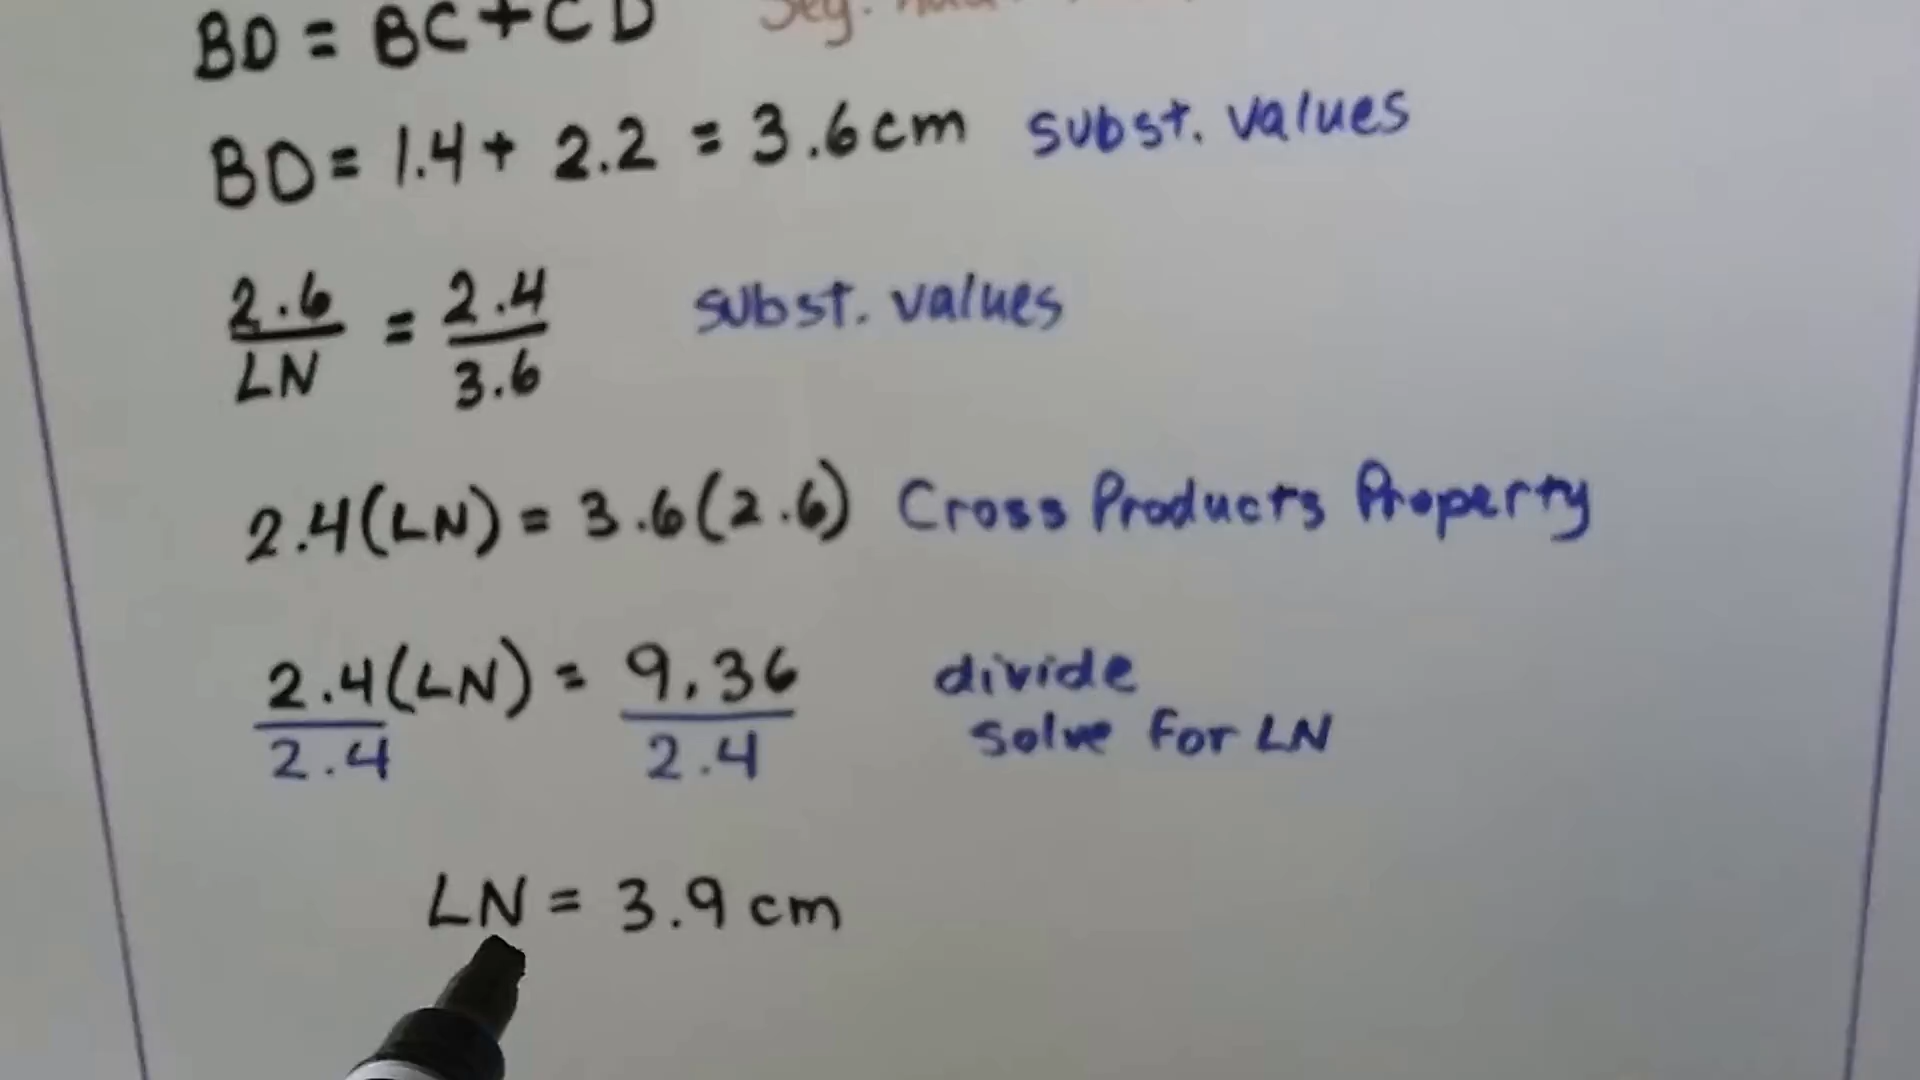 BD = BC + CD Seg.
BD = 1.4 + 2.2 = 3.6 cm subst. values
2.6/LN = 2.4/3.6 subst. values
2.4(LN) = 3.6(2.6) Cross Products Property
2.4(LN)/2.4 = 9.36/2.4 divide
solve for LN
LN = 3.9 cm